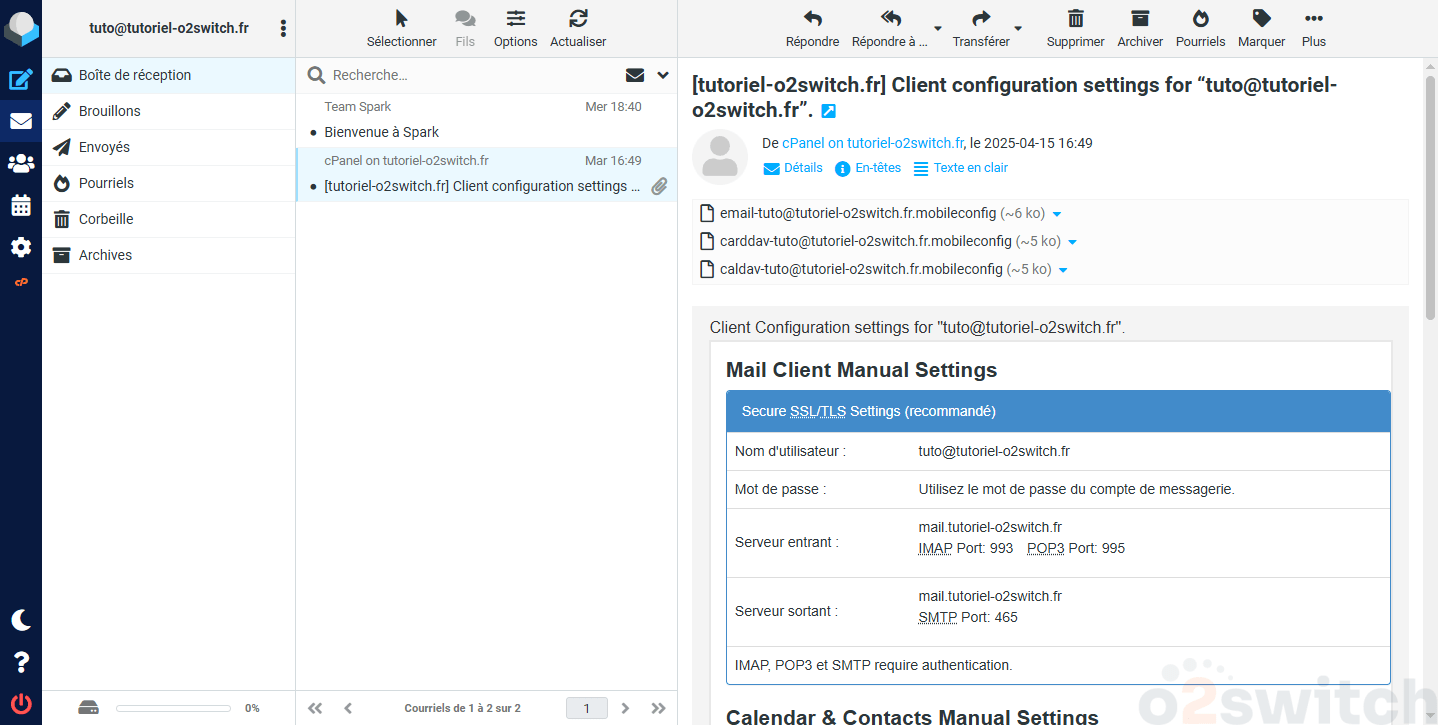 tuto@tutoriel-o2switch.fr
Boîte de réception
Brouillons
Envoyés
Pourriels
Corbeille
Archives
0%
Sélectionner
Fils
Options
Actualiser
Recherche…
Team Spark
Mer 18:40
Bienvenue à Spark
cPanel on tutoriel-o2switch.fr
Mar 16:49
[tutoriel-o2switch.fr] Client configuration settings …
Courriels de 1 à 2 sur 2
1
Répondre
Répondre à …
Transférer
Supprimer
Archiver
Pourriels
Marquer
Plus
[tutoriel-o2switch.fr] Client configuration settings for “tuto@tutoriel-
o2switch.fr”.
De cPanel on tutoriel-o2switch.fr, le 2025-04-15 16:49
Détails
En-têtes
Texte en clair
email-tuto@tutoriel-o2switch.fr.mobileconfig (~6 ko)
carddav-tuto@tutoriel-o2switch.fr.mobileconfig (~5 ko)
caldav-tuto@tutoriel-o2switch.fr.mobileconfig (~5 ko)
Client Configuration settings for "tuto@tutoriel-o2switch.fr".
Mail Client Manual Settings
Secure SSL/TLS Settings (recommandé)
Nom d'utilisateur :
tuto@tutoriel-o2switch.fr
Mot de passe :
Utilisez le mot de passe du compte de messagerie.
Serveur entrant :
mail.tutoriel-o2switch.fr
IMAP Port: 993 POP3 Port: 995
Serveur sortant :
mail.tutoriel-o2switch.fr
SMTP Port: 465
IMAP, POP3 et SMTP require authentication.
Calendar & Contacts Manual Settings
o2switch
cP